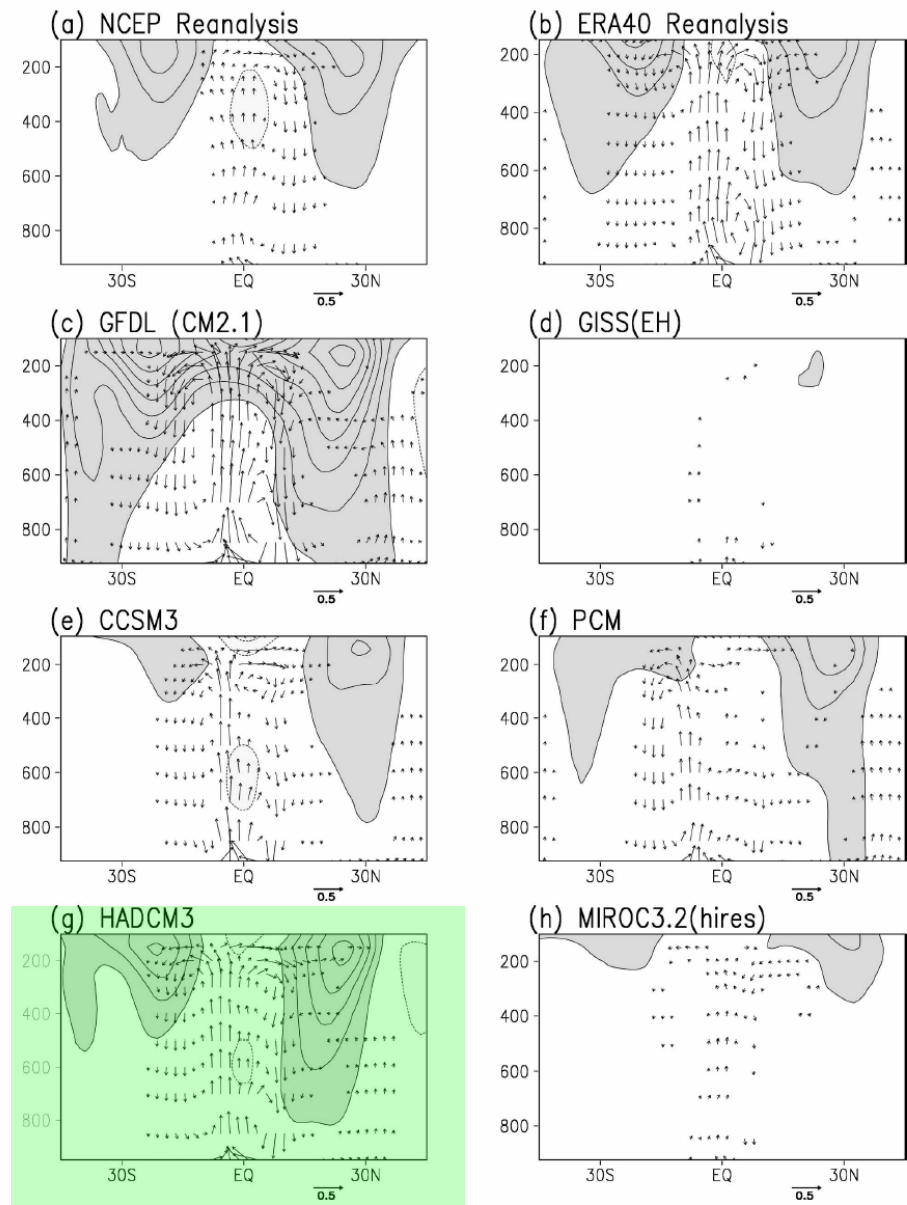 (a) NCEP Reanalysis
200
400
600
800
30S EQ 30N
0.5
(b) ERA40 Reanalysis
200
400
600
800
30S EQ 30N
0.5
(c) GFDL (CM2.1)
200
400
600
800
30S EQ 30N
0.5
(d) GISS(EH)
200
400
600
800
30S EQ 30N
0.5
(e) CCSM3
200
400
600
800
30S EQ 30N
0.5
(f) PCM
200
400
600
800
30S EQ 30N
0.5
(g) HADCM3
200
400
600
800
30S EQ 30N
0.5
(h) MIROC3.2(hires)
200
400
600
800
30S EQ 30N
0.5